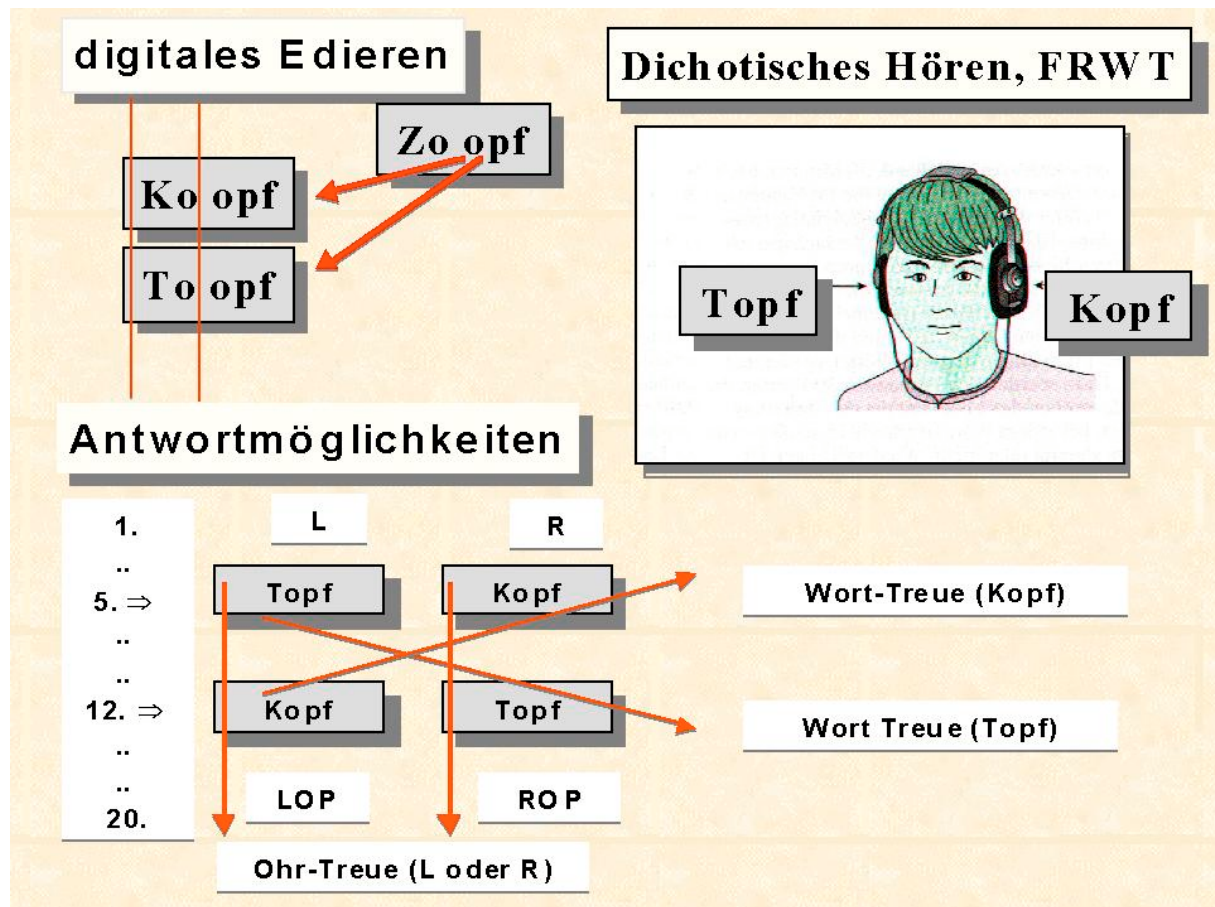 digitales Edieren
Zo opf
Ko opf
To opf
Dichotisches Hören, FRWT
Topf
Kopf
Antwortmöglichkeiten
L
R
1.
..
5. ⇒
Topf
Kopf
Wort-Treue (Kopf)
..
..
12. ⇒
Kopf
Topf
Wort Treue (Topf)
..
..
20.
LOP
ROP
Ohr-Treue (L oder R)